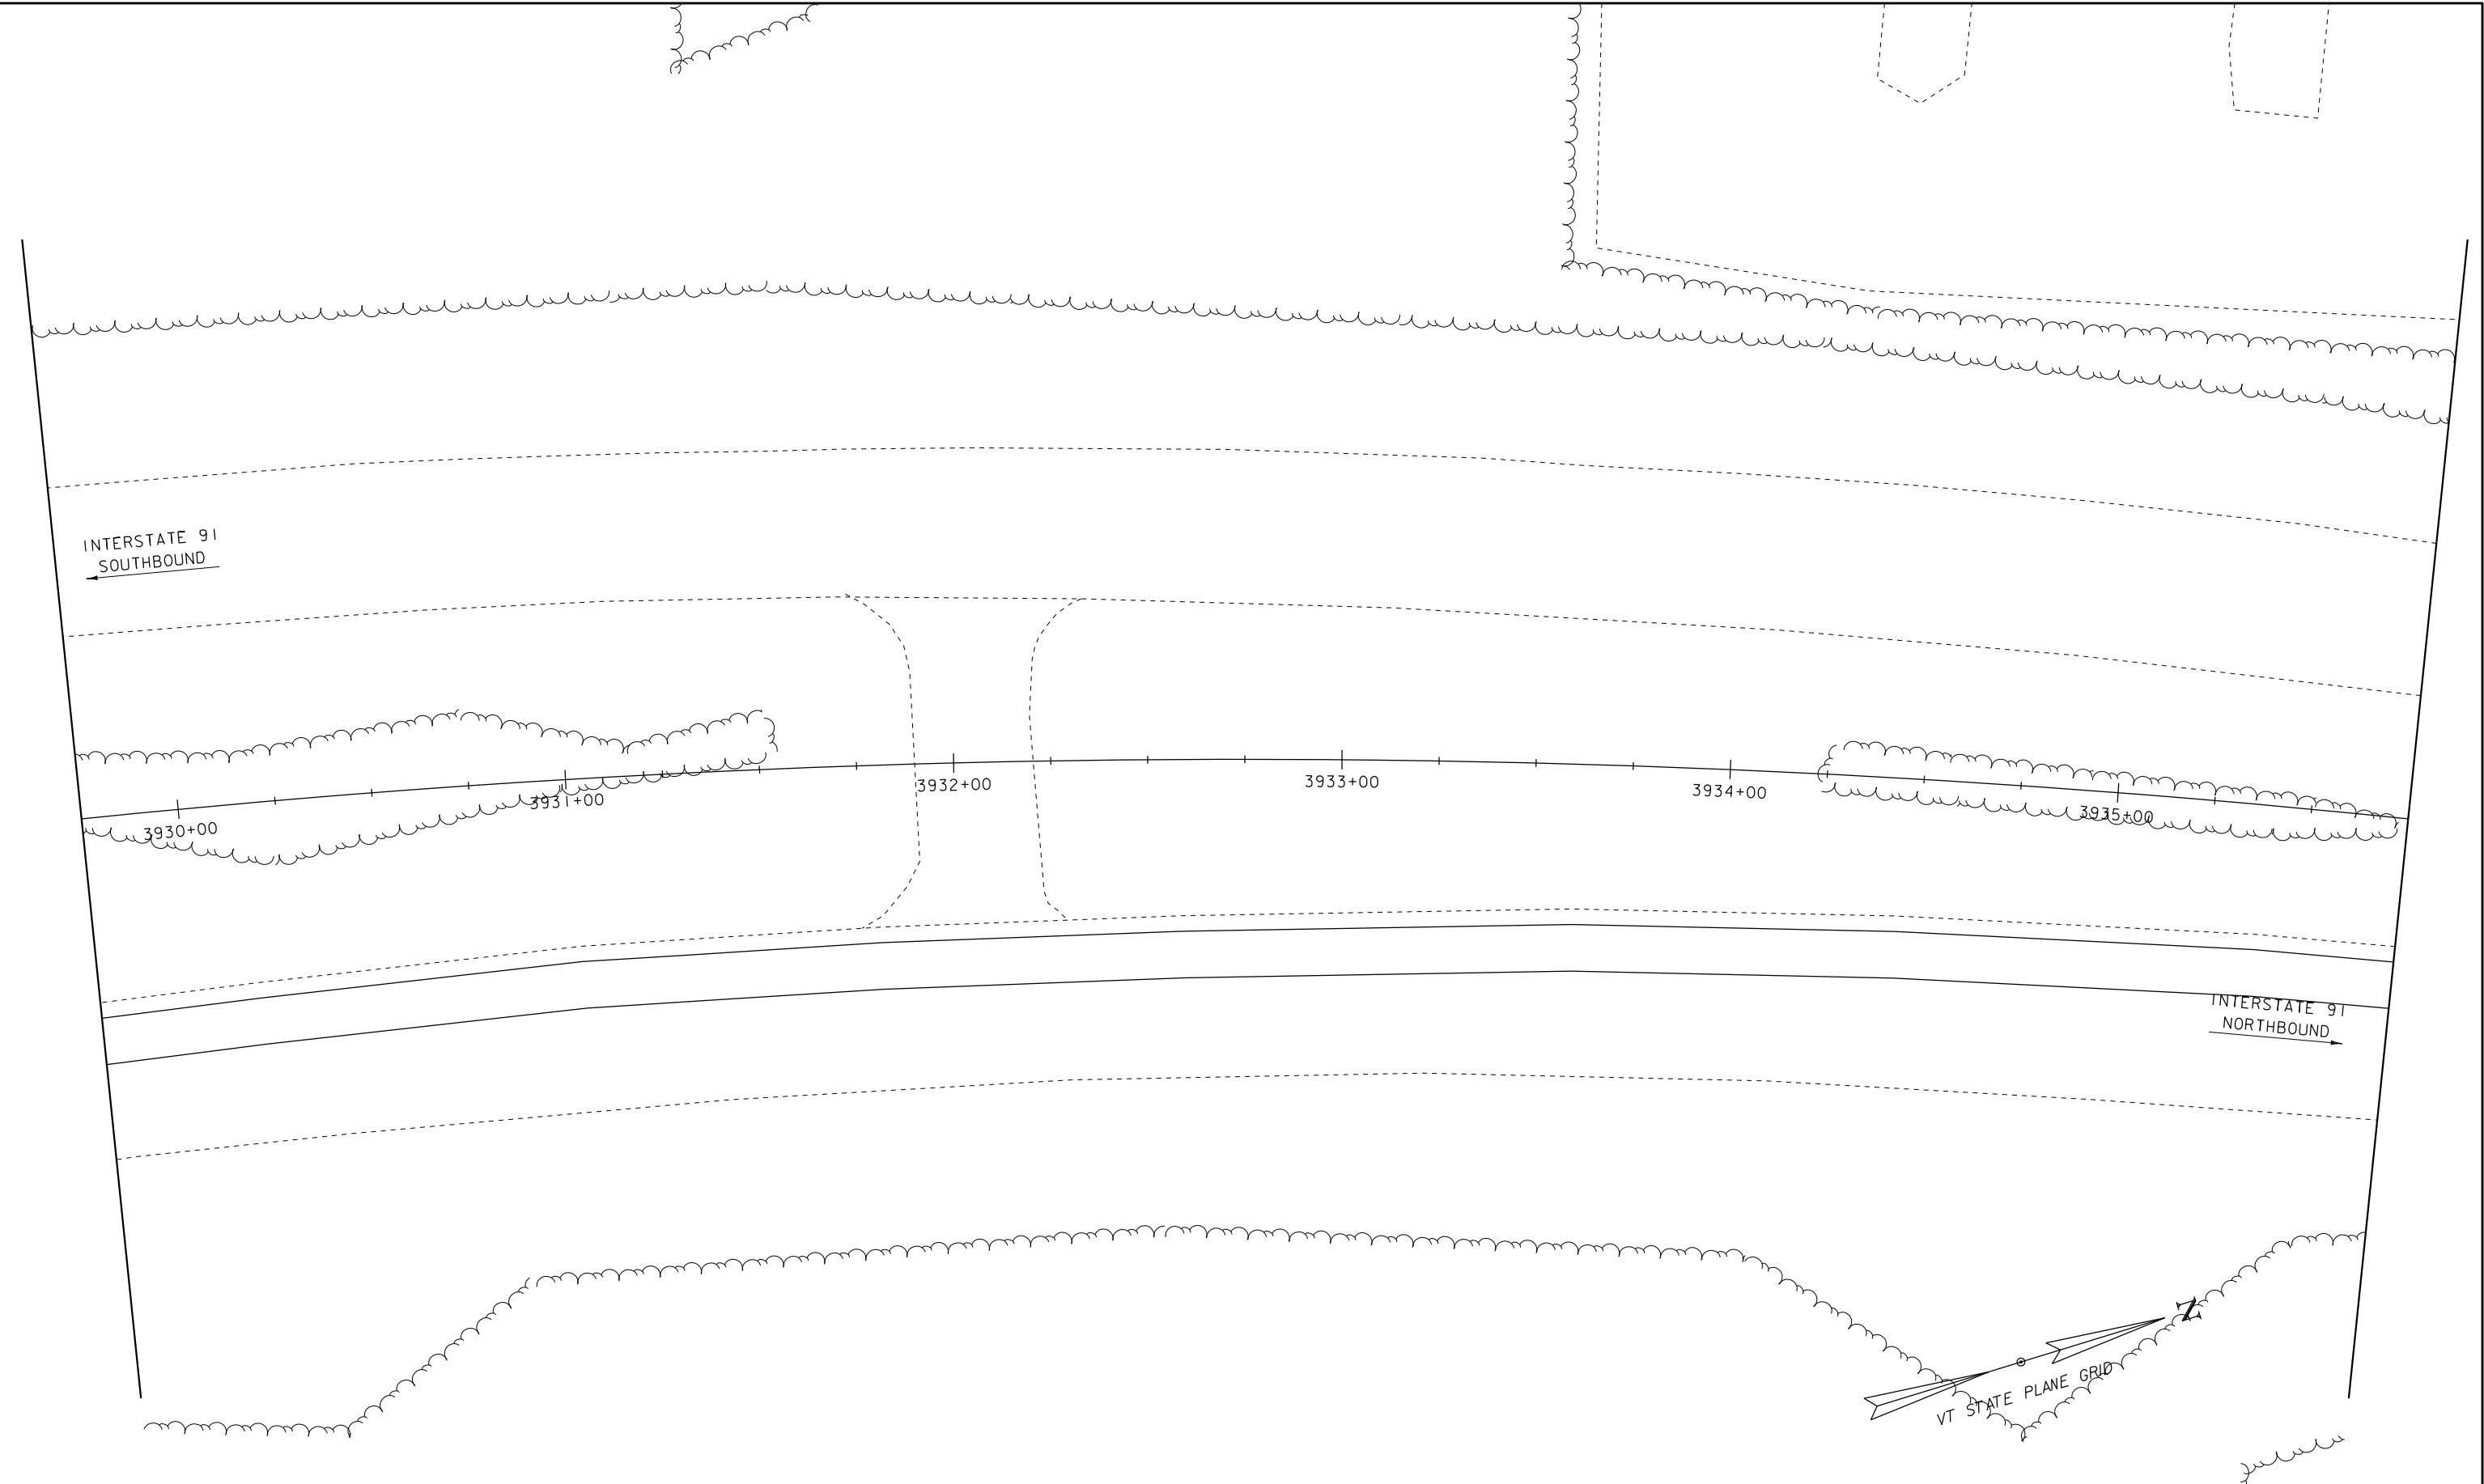 INTERSTATE 91
SOUTHBOUND
3930+00
3931+00
3932+00
3933+00
3934+00
3935+00
INTERSTATE 91
NORTHBOUND
N
VT STATE PLANE GRID